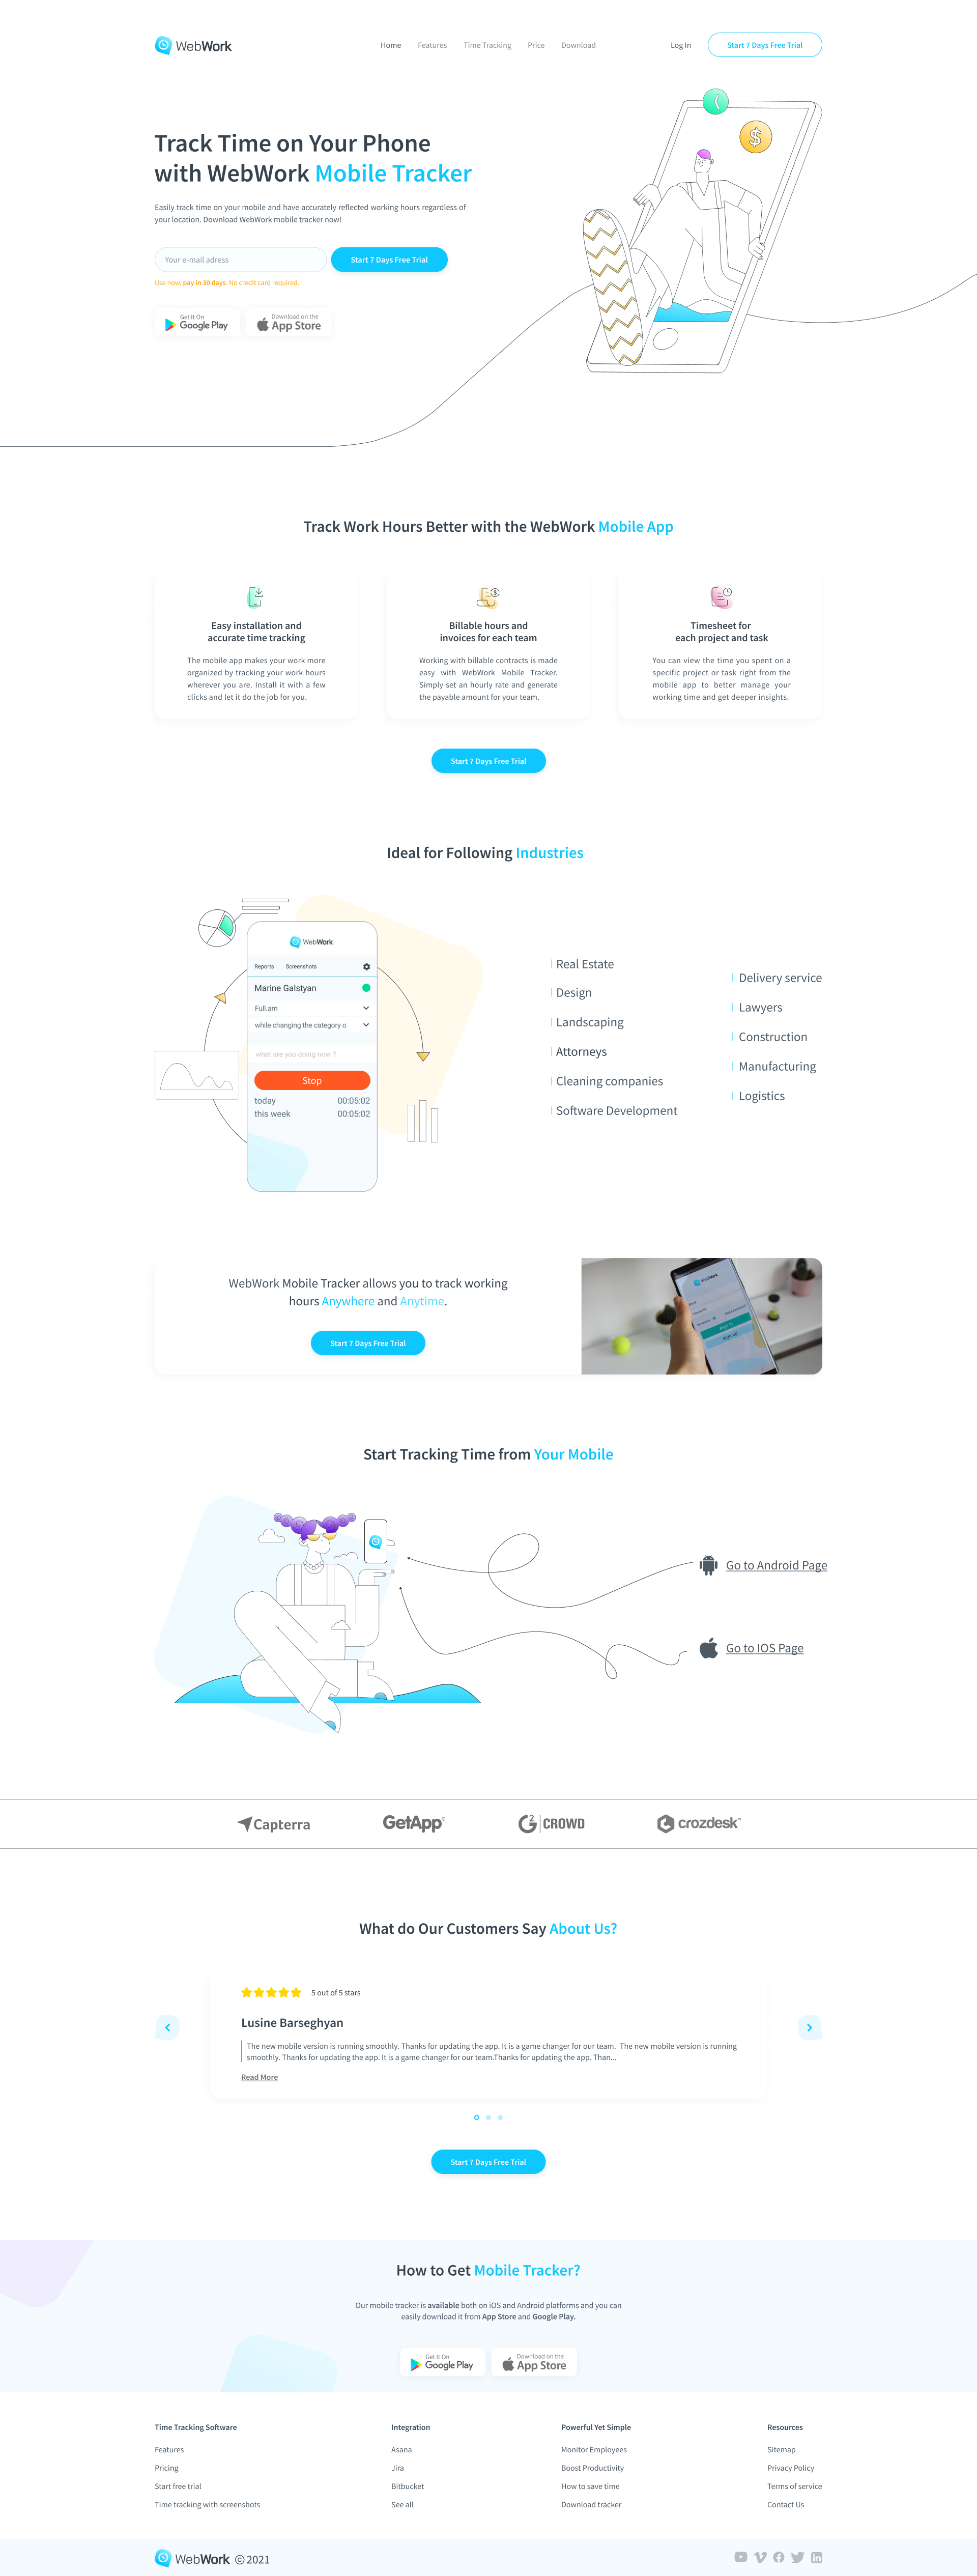 WebWork
Home Features Time Tracking Price Download
Log In
Start 7 Days Free Trial
Track Time on Your Phone
with WebWork Mobile Tracker
Easily track time on your mobile and have accurately reflected working hours regardless of
your location. Download WebWork mobile tracker now!
Your e-mail adress
Start 7 Days Free Trial
Use now, pay in 30 days. No credit card required.
Get It On
Google Play
Download on the
App Store
Track Work Hours Better with the WebWork Mobile App
Easy installation and
accurate time tracking
The mobile app makes your work more
organized by tracking your work hours
wherever you are. Install it with a few
clicks and let it do the job for you.
Billable hours and
invoices for each team
Working with billable contracts is made
easy with WebWork Mobile Tracker.
Simply set an hourly rate and generate
the payable amount for your team.
Timesheet for
each project and task
You can view the time you spent on a
specific project or task right from the
mobile app to better manage your
working time and get deeper insights.
Start 7 Days Free Trial
Ideal for Following Industries
WebWork
Reports Screenshots
Marine Galstyan
Full.am
while changing the category o
what are you doing now ?
Stop
today 00:05:02
this week 00:05:02
Real Estate
Design
Landscaping
Attorneys
Cleaning companies
Software Development
Delivery service
Lawyers
Construction
Manufacturing
Logistics
WebWork Mobile Tracker allows you to track working
hours Anywhere and Anytime.
Start 7 Days Free Trial
WebWork
sign in
sign up
Start Tracking Time from Your Mobile
Go to Android Page
Go to IOS Page
Capterra
GetApp
G2 CROWD
crozdesk™
What do Our Customers Say About Us?
5 out of 5 stars
Lusine Barseghyan
The new mobile version is running smoothly. Thanks for updating the app. It is a game changer for our team. The new mobile version is running
smoothly. Thanks for updating the app. It is a game changer for our team.Thanks for updating the app. Than...
Read More
Start 7 Days Free Trial
How to Get Mobile Tracker?
Our mobile tracker is available both on iOS and Android platforms and you can
easily download it from App Store and Google Play.
Get It On
Google Play
Download on the
App Store
Time Tracking Software
Features
Pricing
Start free trial
Time tracking with screenshots
Integration
Asana
Jira
Bitbucket
See all
Powerful Yet Simple
Monitor Employees
Boost Productivity
How to save time
Download tracker
Resources
Sitemap
Privacy Policy
Terms of service
Contact Us
WebWork © 2021